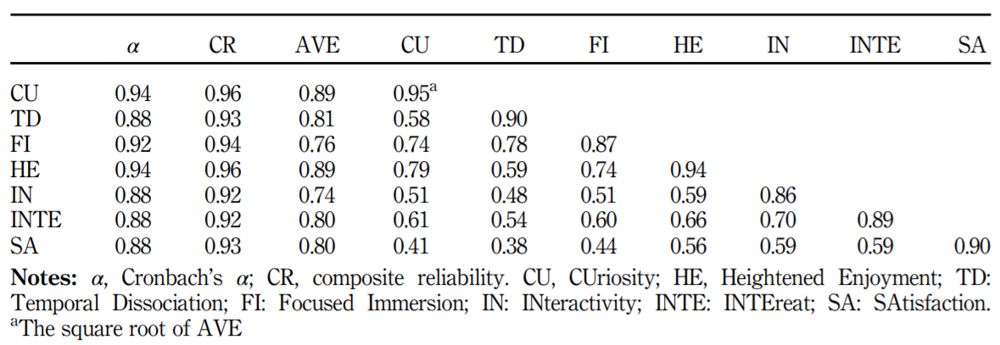 α CR AVE CU TD FI HE IN INTE SA
CU 0.94 0.96 0.89 0.95a
TD 0.88 0.93 0.81 0.58 0.90
FI 0.92 0.94 0.76 0.74 0.78 0.87
HE 0.94 0.96 0.89 0.79 0.59 0.74 0.94
IN 0.88 0.92 0.74 0.51 0.48 0.51 0.59 0.86
INTE 0.88 0.92 0.80 0.61 0.54 0.60 0.66 0.70 0.89
SA 0.88 0.93 0.80 0.41 0.38 0.44 0.56 0.59 0.59 0.90
Notes: α, Cronbach's α; CR, composite reliability. CU, CUriosity; HE, Heightened Enjoyment; TD:
Temporal Dissociation; FI: Focused Immersion; IN: INteractivity; INTE: INTEreat; SA: SAtisfaction.
aThe square root of AVE